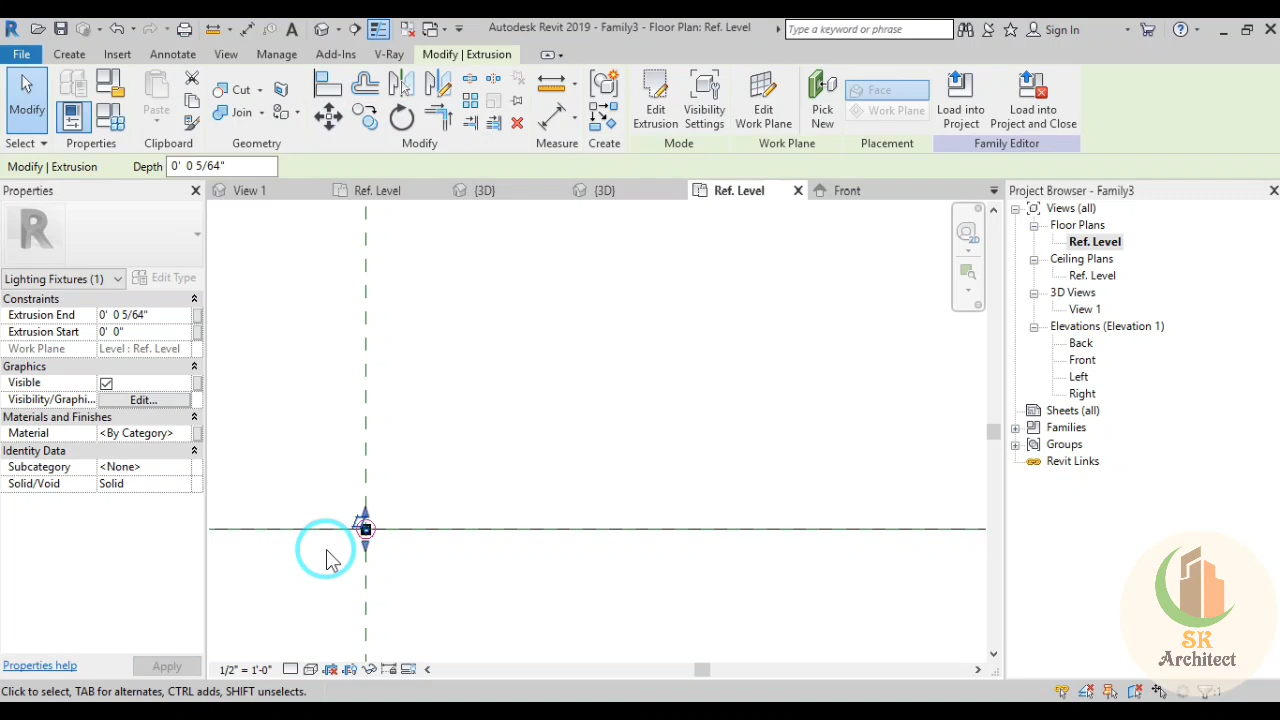 Autodesk Revit 2019 - Family3 - Floor Plan: Ref. Level
Type a keyword or phrase
Sign In
File Create Insert Annotate View Manage Add-Ins V-Ray Modify | Extrusion
Modify
Paste
Cut
Join
Edit Extrusion
Visibility Settings
Edit Work Plane
Pick New
Face
Work Plane
Load into Project
Load into Project and Close
Select Properties Clipboard Geometry Modify Measure Create Mode Work Plane Placement Family Editor
Modify | Extrusion Depth 0' 0 5/64"
Properties
View 1 Ref. Level {3D} {3D} Ref. Level Front
Project Browser - Family3
Lighting Fixtures (1) Edit Type
Constraints
Extrusion End 0' 0 5/64"
Extrusion Start 0' 0"
Work Plane Level : Ref. Level
Graphics
Visible
Visibility/Graphi... Edit...
Materials and Finishes
Material <By Category>
Identity Data
Subcategory <None>
Solid/Void Solid
Properties help Apply
Views (all)
Floor Plans
Ref. Level
Ceiling Plans
Ref. Level
3D Views
View 1
Elevations (Elevation 1)
Back
Front
Left
Right
Sheets (all)
Families
Groups
Revit Links
2D
1/2" = 1'-0"
Click to select, TAB for alternates, CTRL adds, SHIFT unselects.
:1
SK
Architect